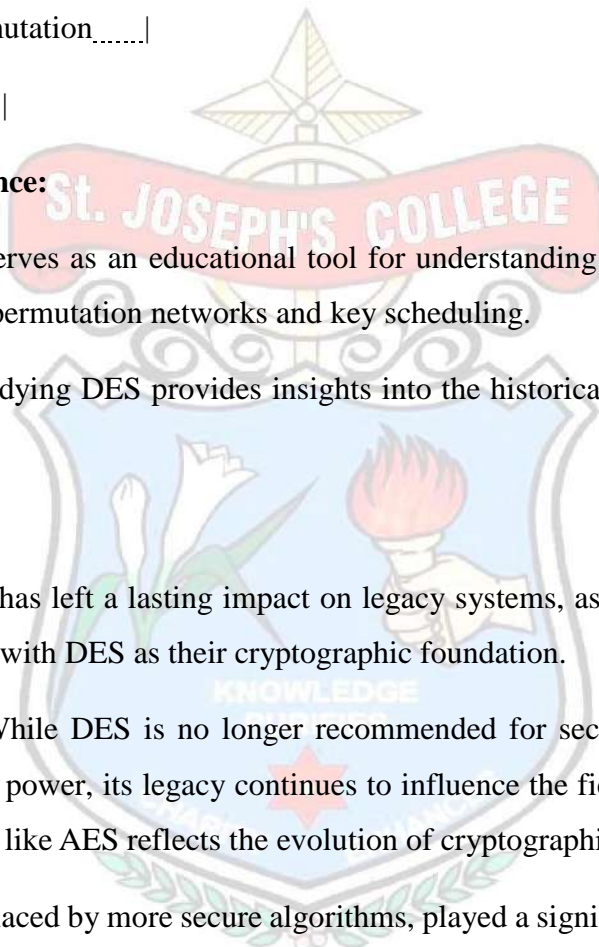 nutation......|
|
nce:
St. JOSEPH'S COLLEGE
erves as an educational tool for understanding
permutation networks and key scheduling.
dying DES provides insights into the historica
has left a lasting impact on legacy systems, as
with DES as their cryptographic foundation.
KNOWLEDGE
While DES is no longer recommended for sec
power, its legacy continues to influence the fie
like AES reflects the evolution of cryptographi
laced by more secure algorithms, played a signi